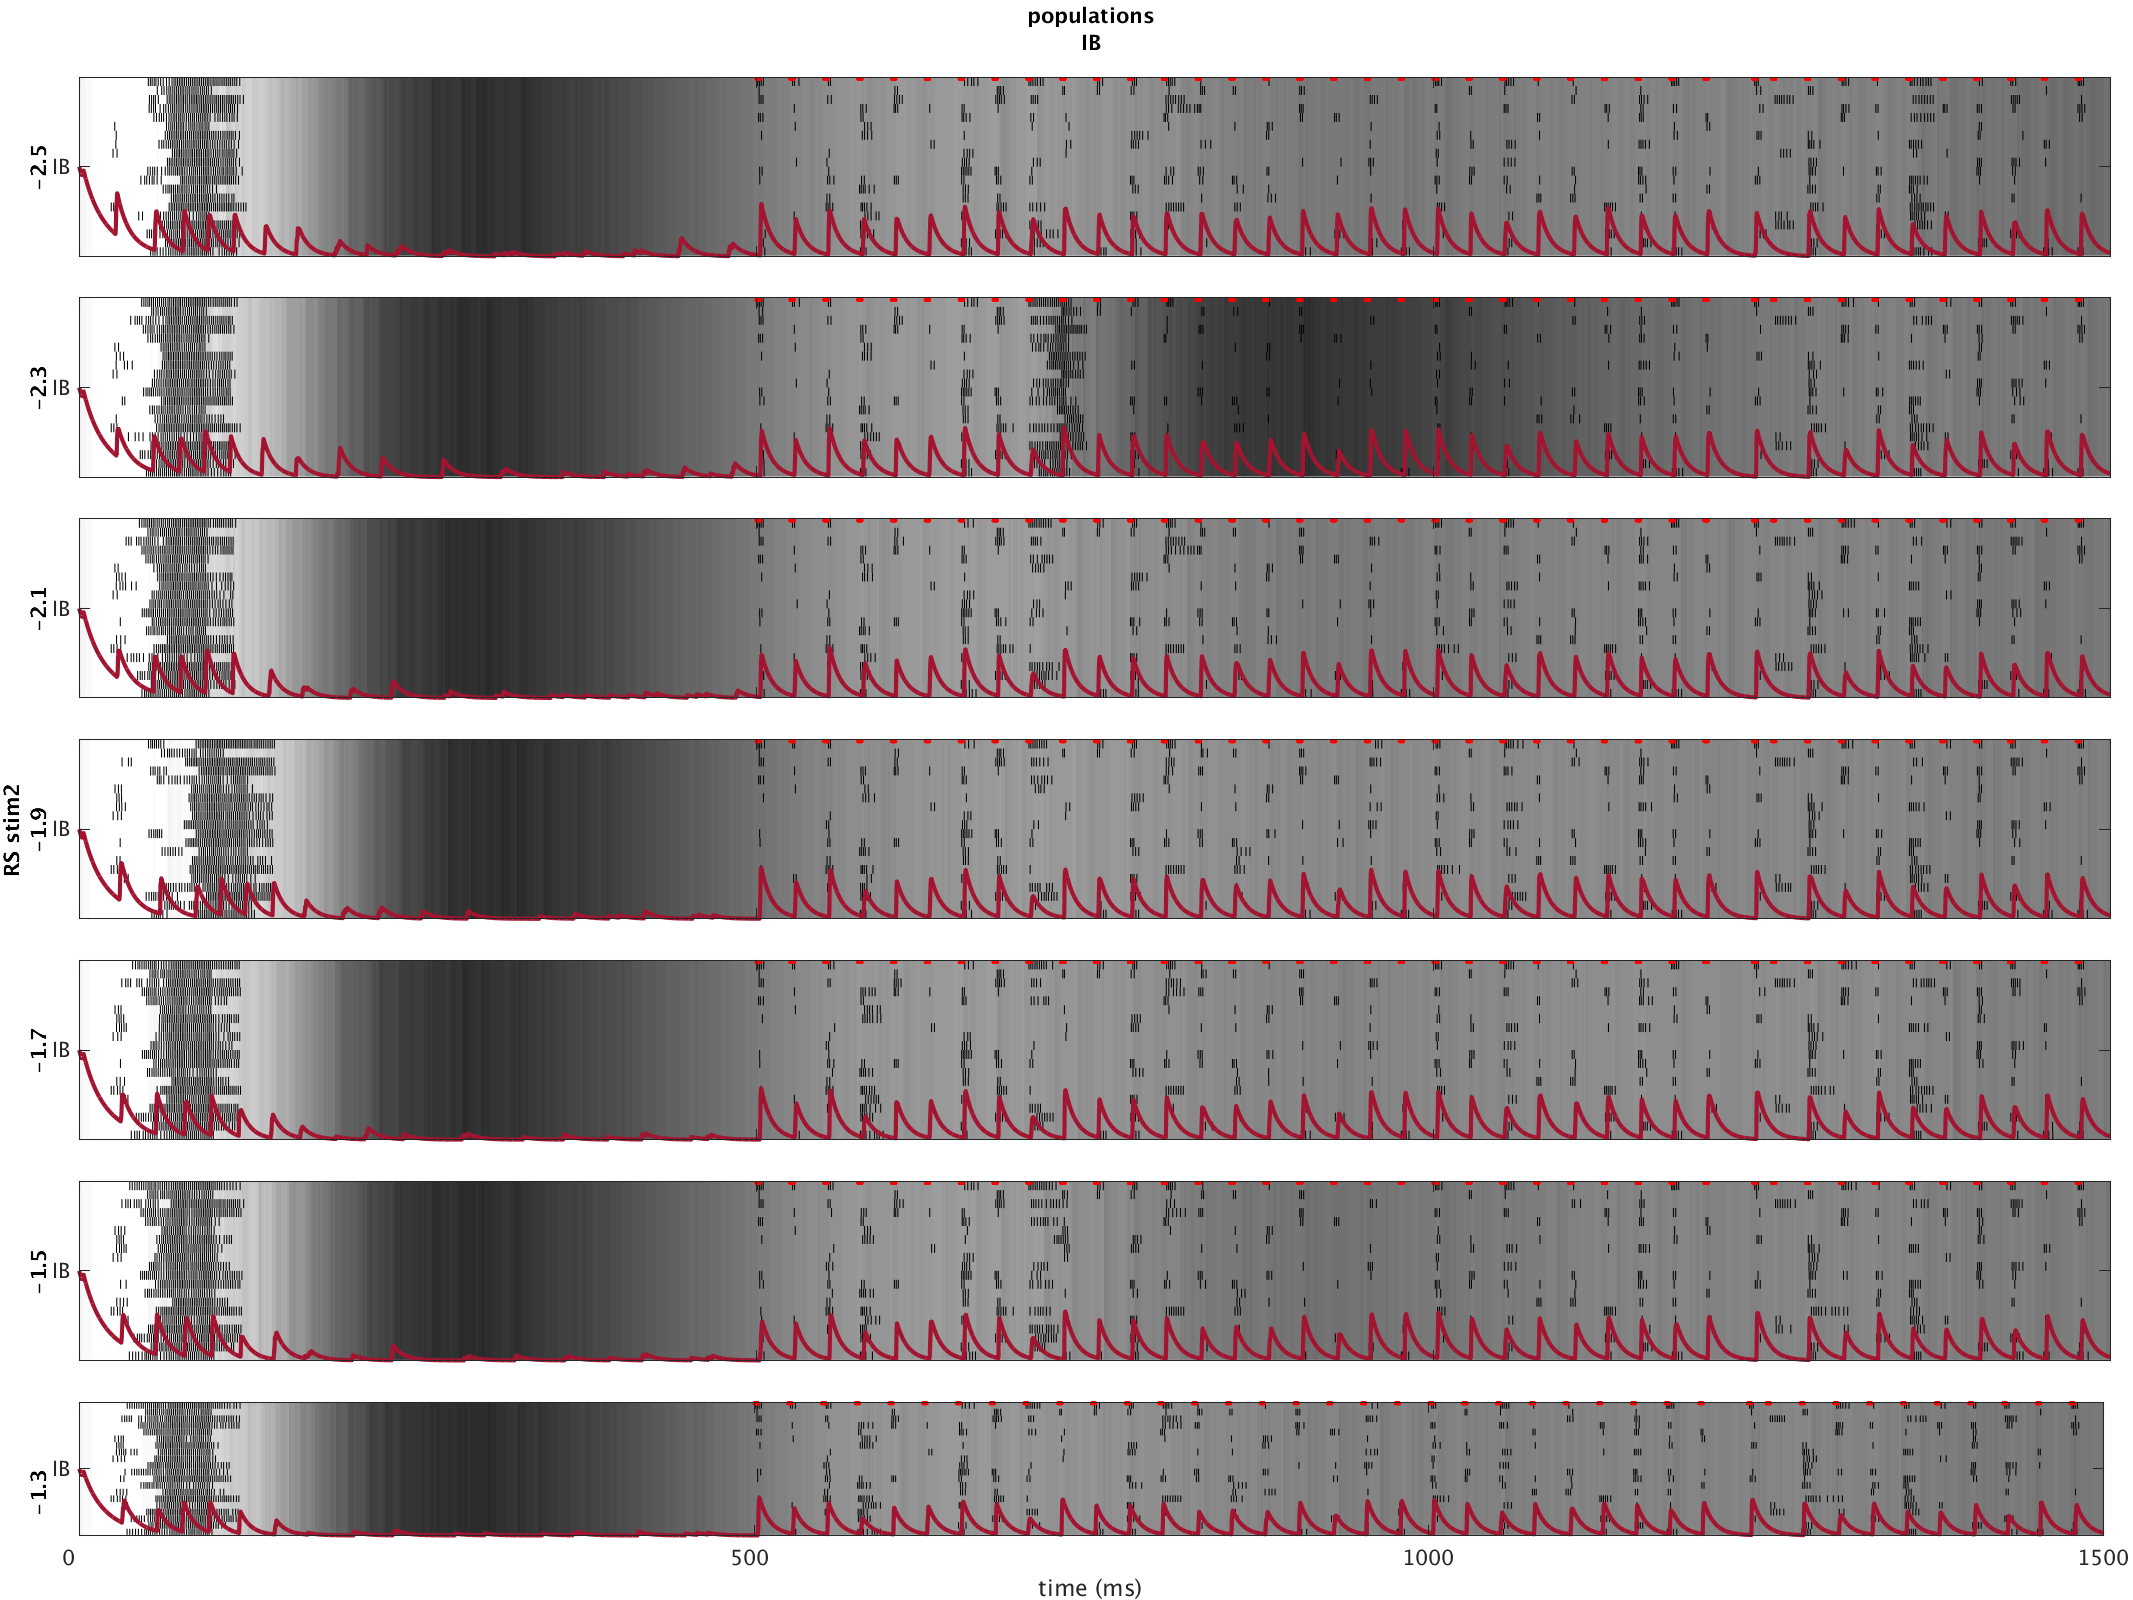 populations
IB
RS stim2
-2.5 IB
-2.3 IB
-2.1 IB
-1.9 IB
-1.7 IB
-1.5 IB
-1.3 IB
0 500 1000 1500
time (ms)